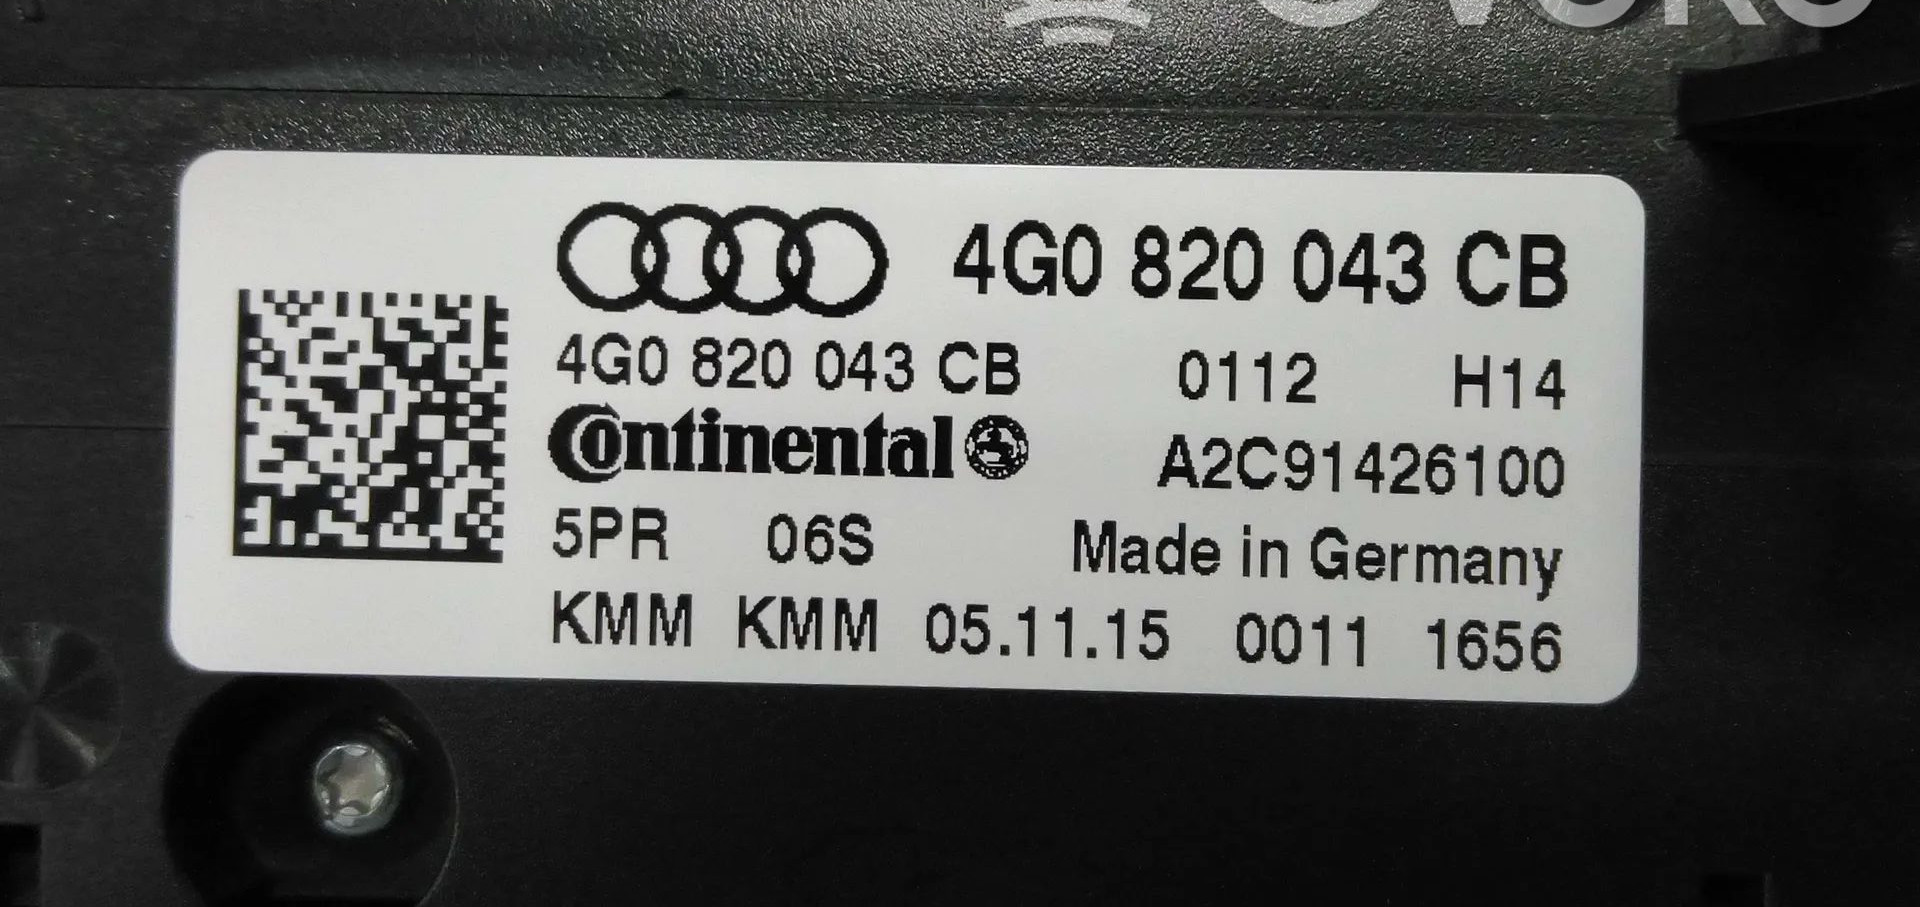 4G0 820 043 CB
4G0 820 043 CB 0112 H14
Continental A2C91426100
5PR 06S Made in Germany
KMM KMM 05.11.15 0011 1656